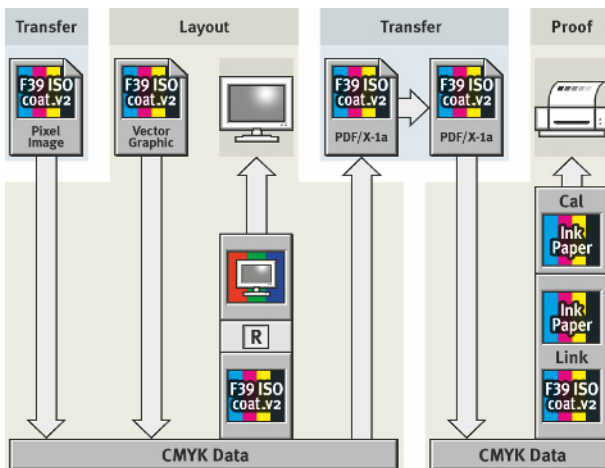 Transfer
Layout
Transfer
Proof
F39 ISO
coat.v2
Pixel
Image
F39 ISO
coat.v2
Vector
Graphic
F39 ISO
coat.v2
PDF/X-1a
F39 ISO
coat.v2
PDF/X-1a
Cal
Ink
Paper
Ink
Paper
Link
R
F39 ISO
coat.v2
F39 ISO
coat.v2
CMYK Data
CMYK Data